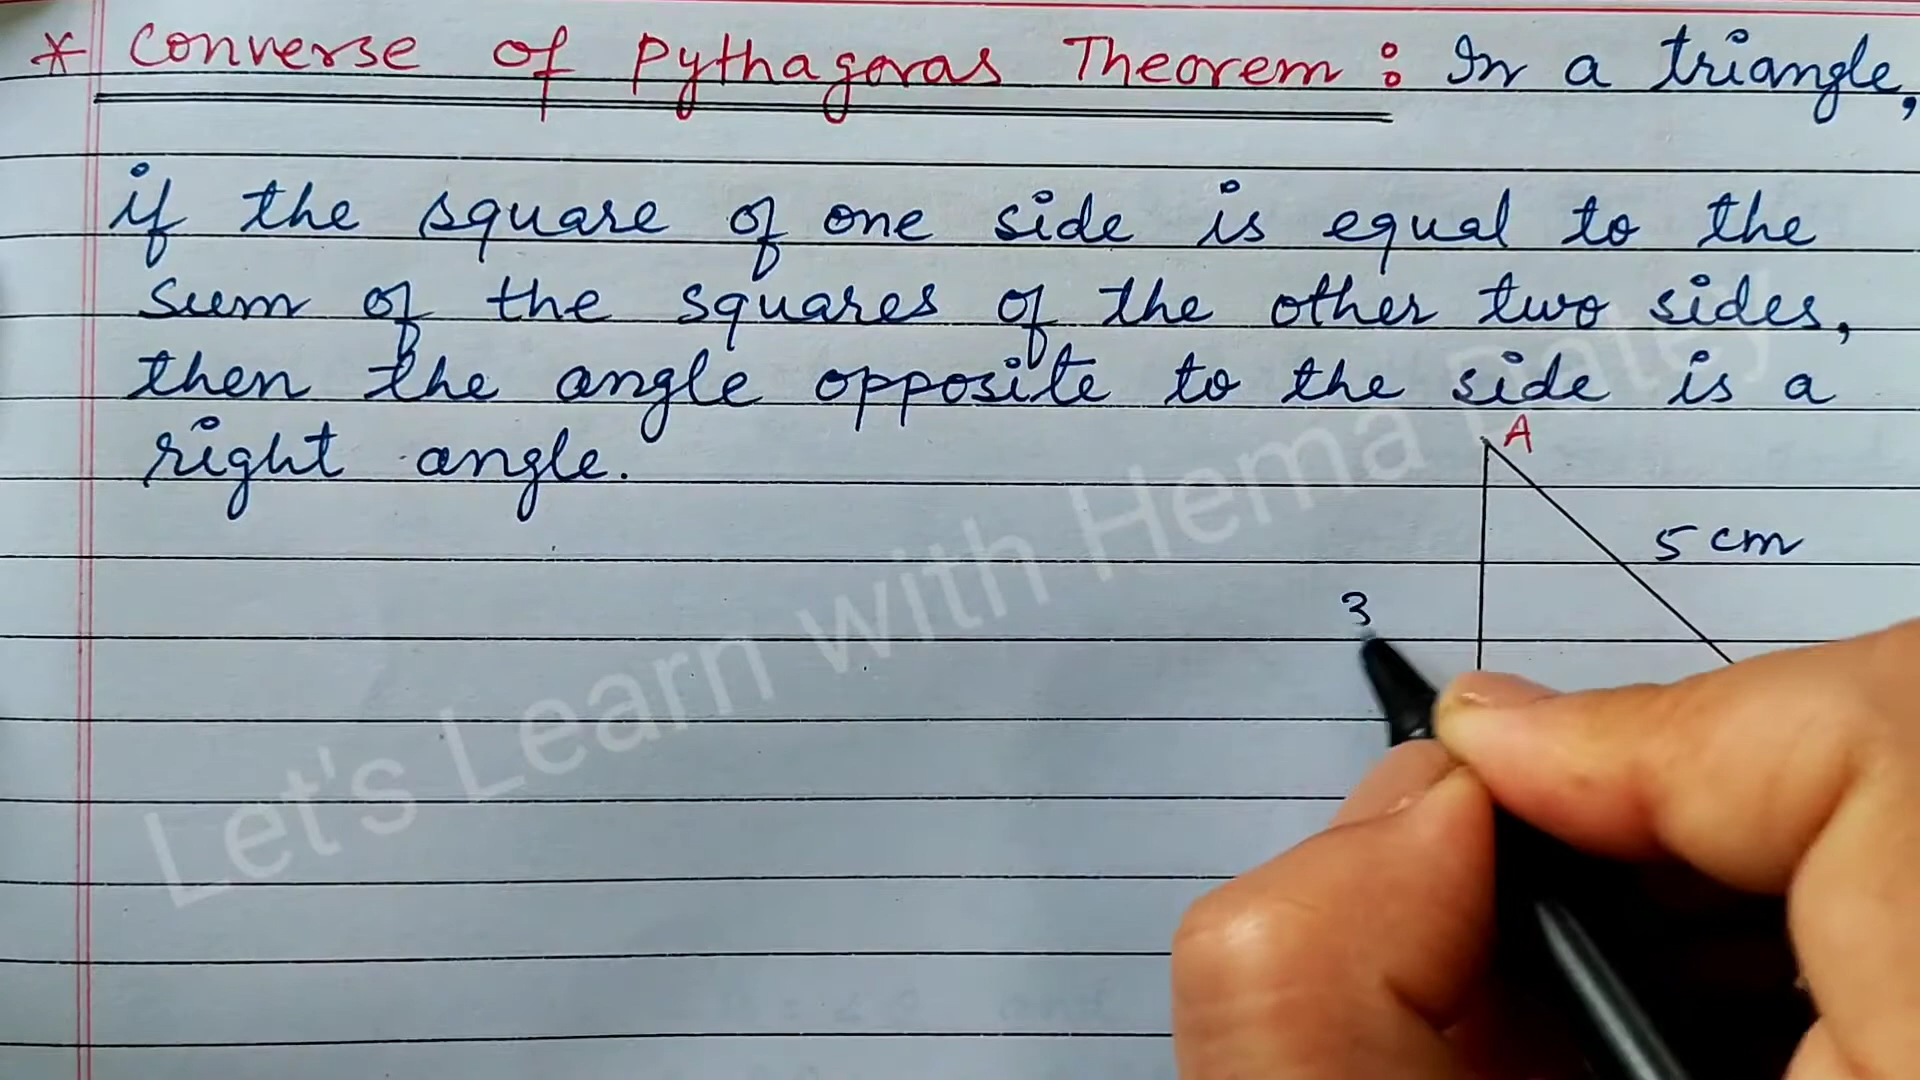 * Converse of Pythagoras Theorem : In a triangle,
if the square of one side is equal to the
sum of the squares of the other two sides,
then the angle opposite to the side is a
right angle.
A
5 cm
3
Let's Learn with Hema Daley